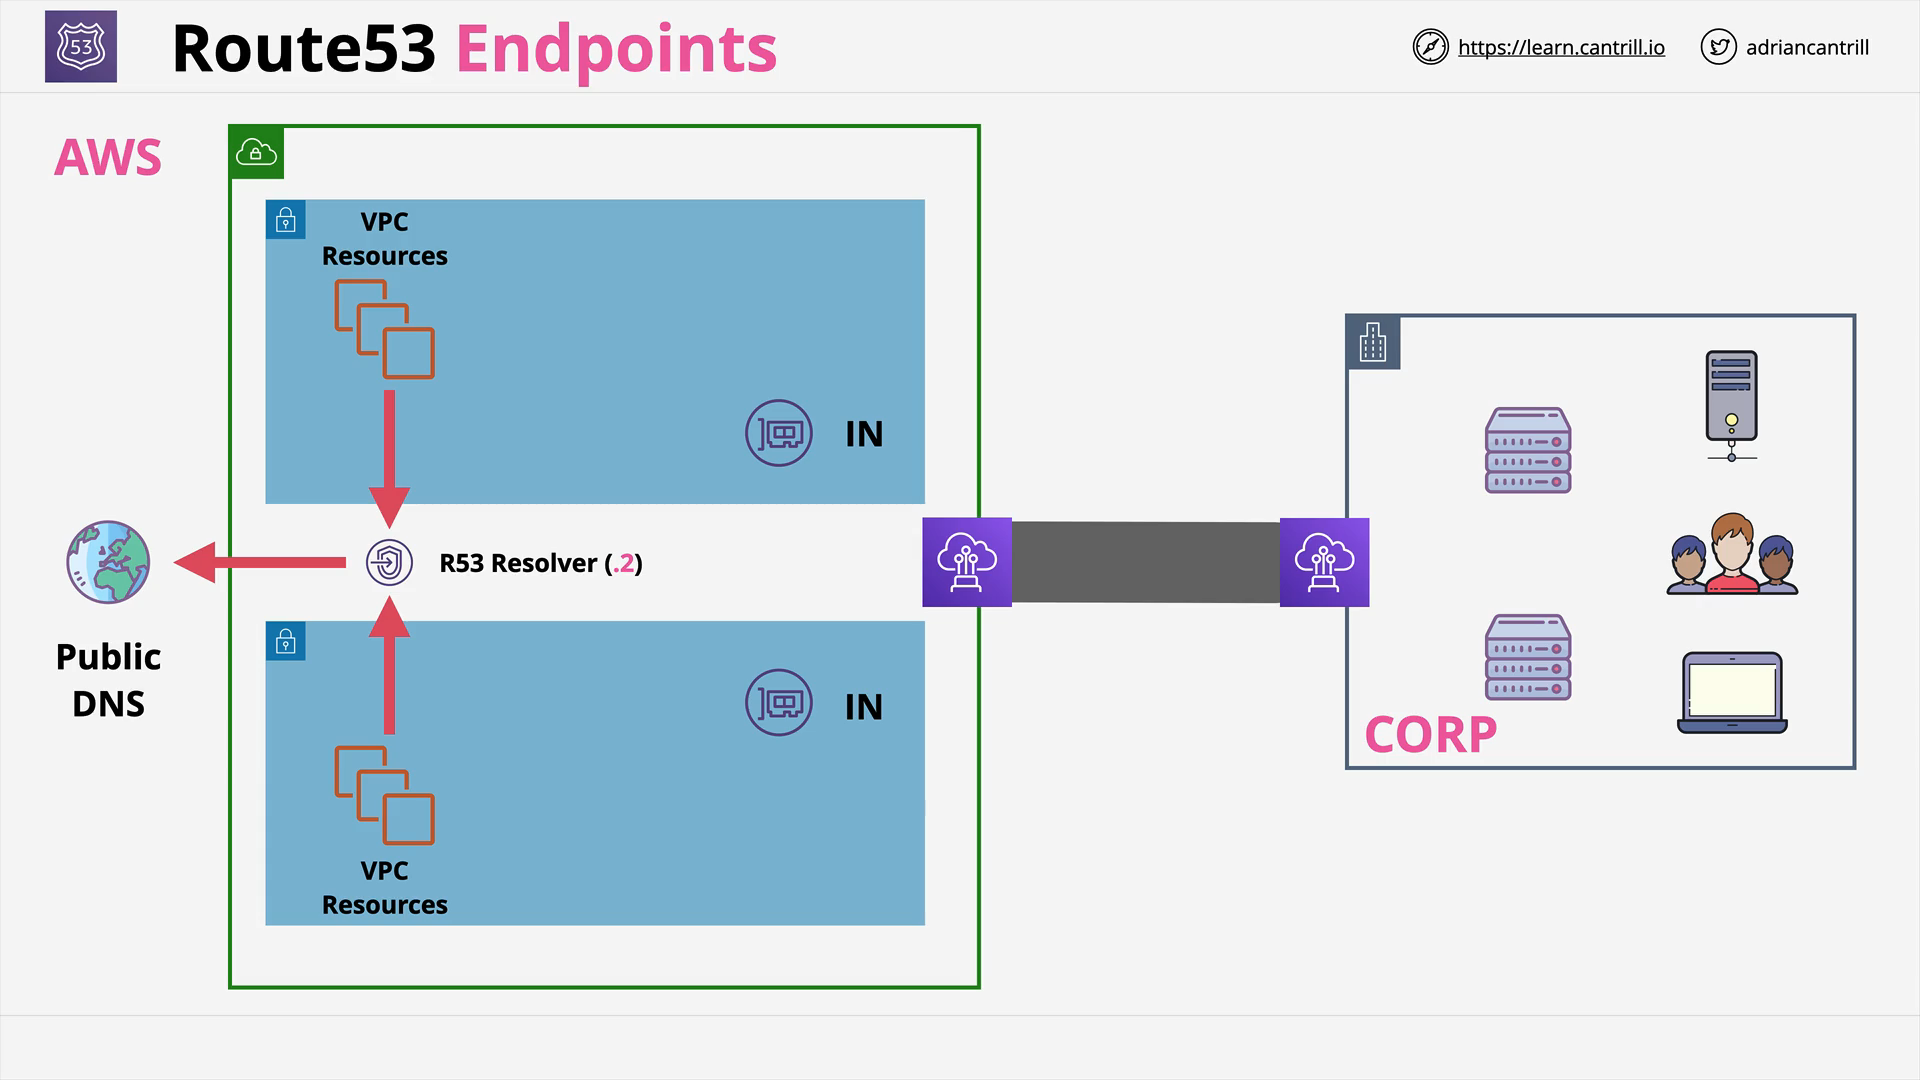 53
Route53 Endpoints
https://learn.cantrill.io
adriancantrill
AWS
VPC
Resources
IN
R53 Resolver (.2)
Public
DNS
IN
VPC
Resources
CORP